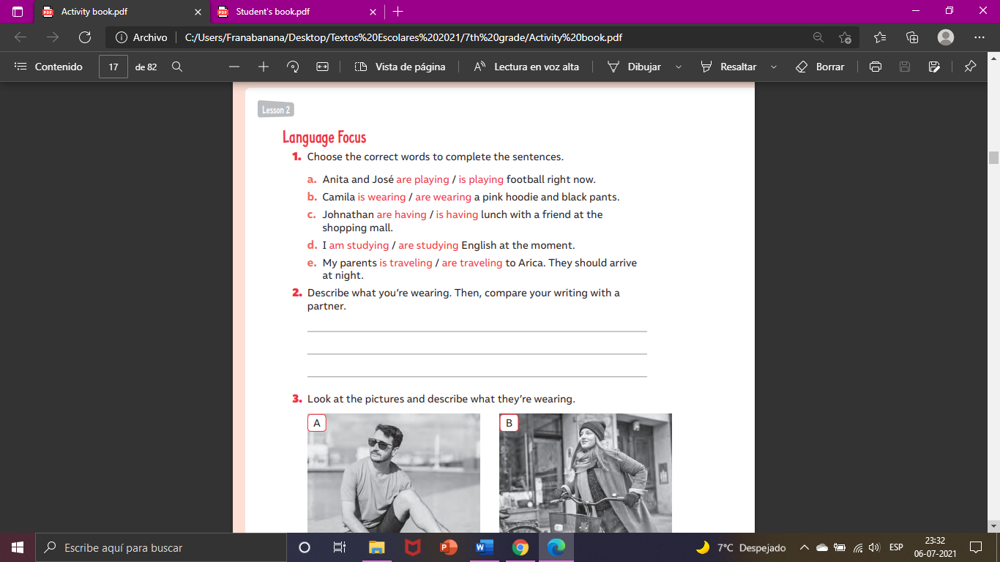 Activity book.pdf
Student's book.pdf
Archivo
C:/Users/Franabanana/Desktop/Textos%20Escolares%202021/7th%20grade/Activity%20book.pdf
Contenido 17 de 82
Vista de página
Lectura en voz alta
Dibujar
Resaltar
Borrar
Lesson 2
Language Focus
1. Choose the correct words to complete the sentences.
a. Anita and José are playing / is playing football right now.
b. Camila is wearing / are wearing a pink hoodie and black pants.
c. Johnathan are having / is having lunch with a friend at the
shopping mall.
d. I am studying / are studying English at the moment.
e. My parents is traveling / are traveling to Arica. They should arrive
at night.
2. Describe what you're wearing. Then, compare your writing with a
partner.
3. Look at the pictures and describe what they're wearing.
A
B
Escribe aquí para buscar
7°C Despejado
ESP
23:32
06-07-2021